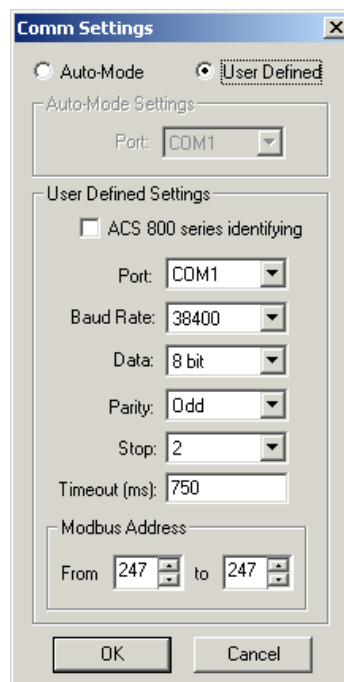 Comm Settings
Auto-Mode User Defined
Auto-Mode Settings
Port: COM1
User Defined Settings
ACS 800 series identifying
Port: COM1
Baud Rate: 38400
Data: 8 bit
Parity: Odd
Stop: 2
Timeout (ms): 750
Modbus Address
From 247 to 247
OK Cancel